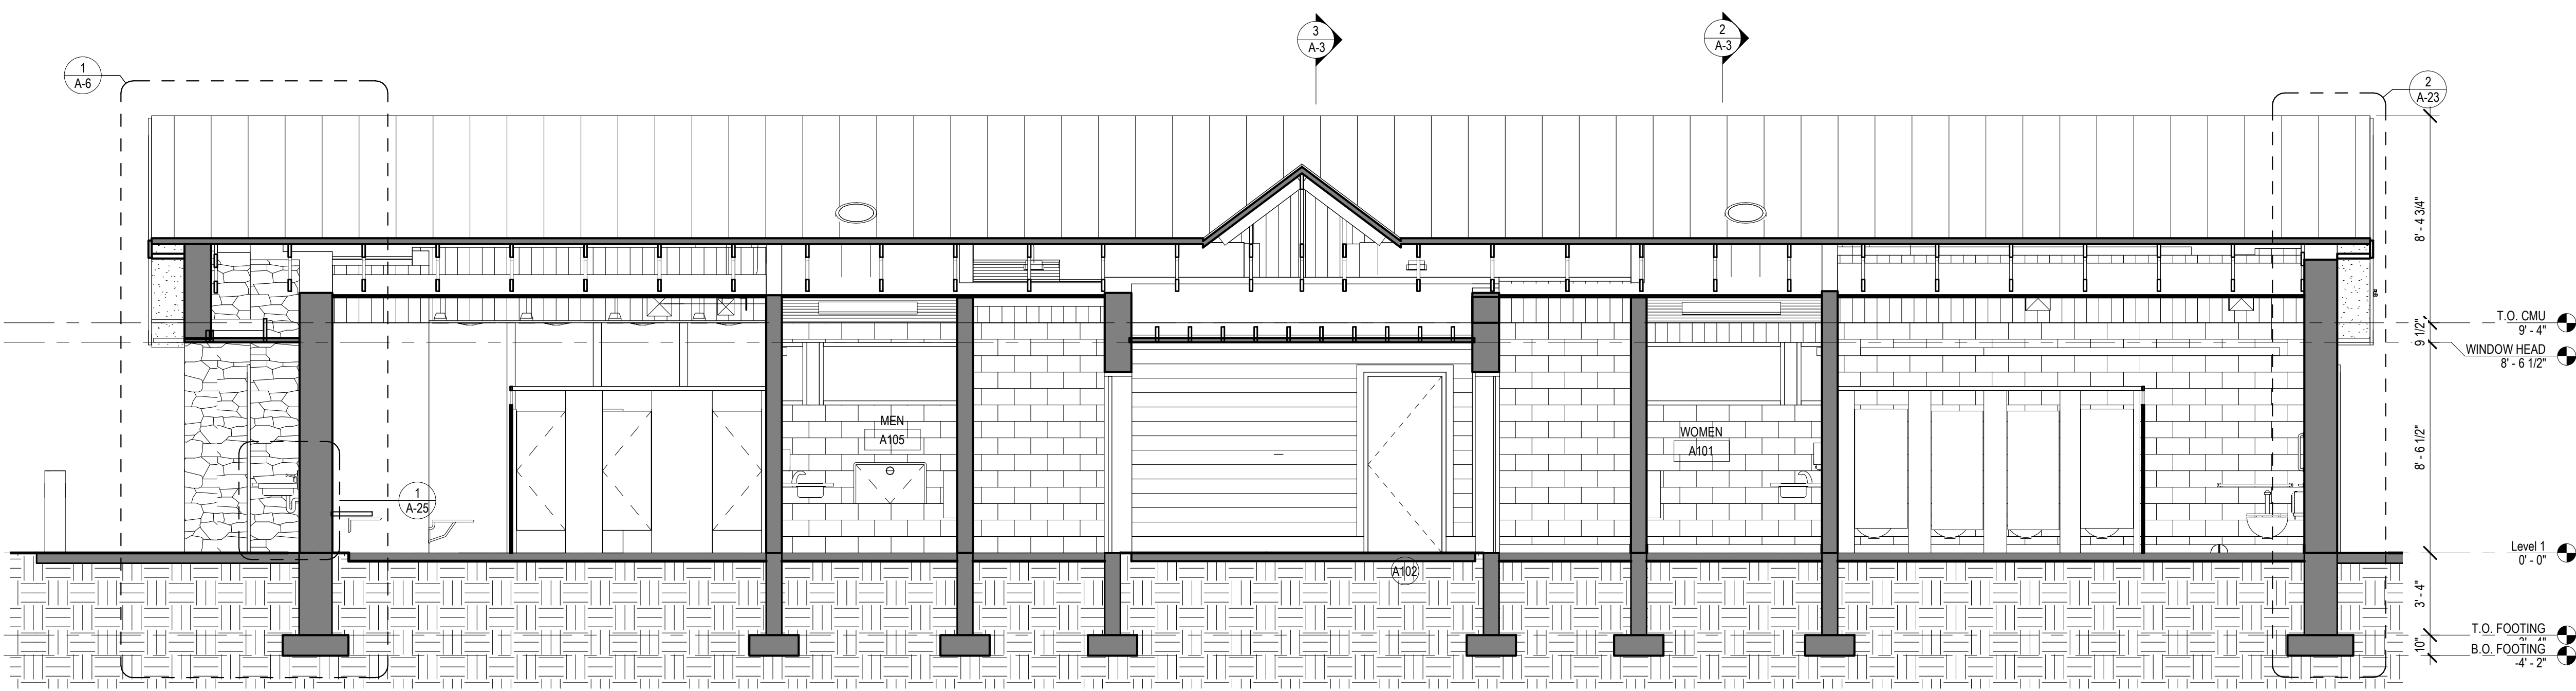 3
A-3
2
A-3
1
A-6
2
A-23
8' - 4 3/4"
T.O. CMU
9' - 4"
9 1/2"
WINDOW HEAD
8' - 6 1/2"
MEN
A105
WOMEN
A101
8' - 6 1/2"
1
A-25
Level 1
0' - 0"
A102
3' - 4"
T.O. FOOTING
10"
B.O. FOOTING
-4' - 2"